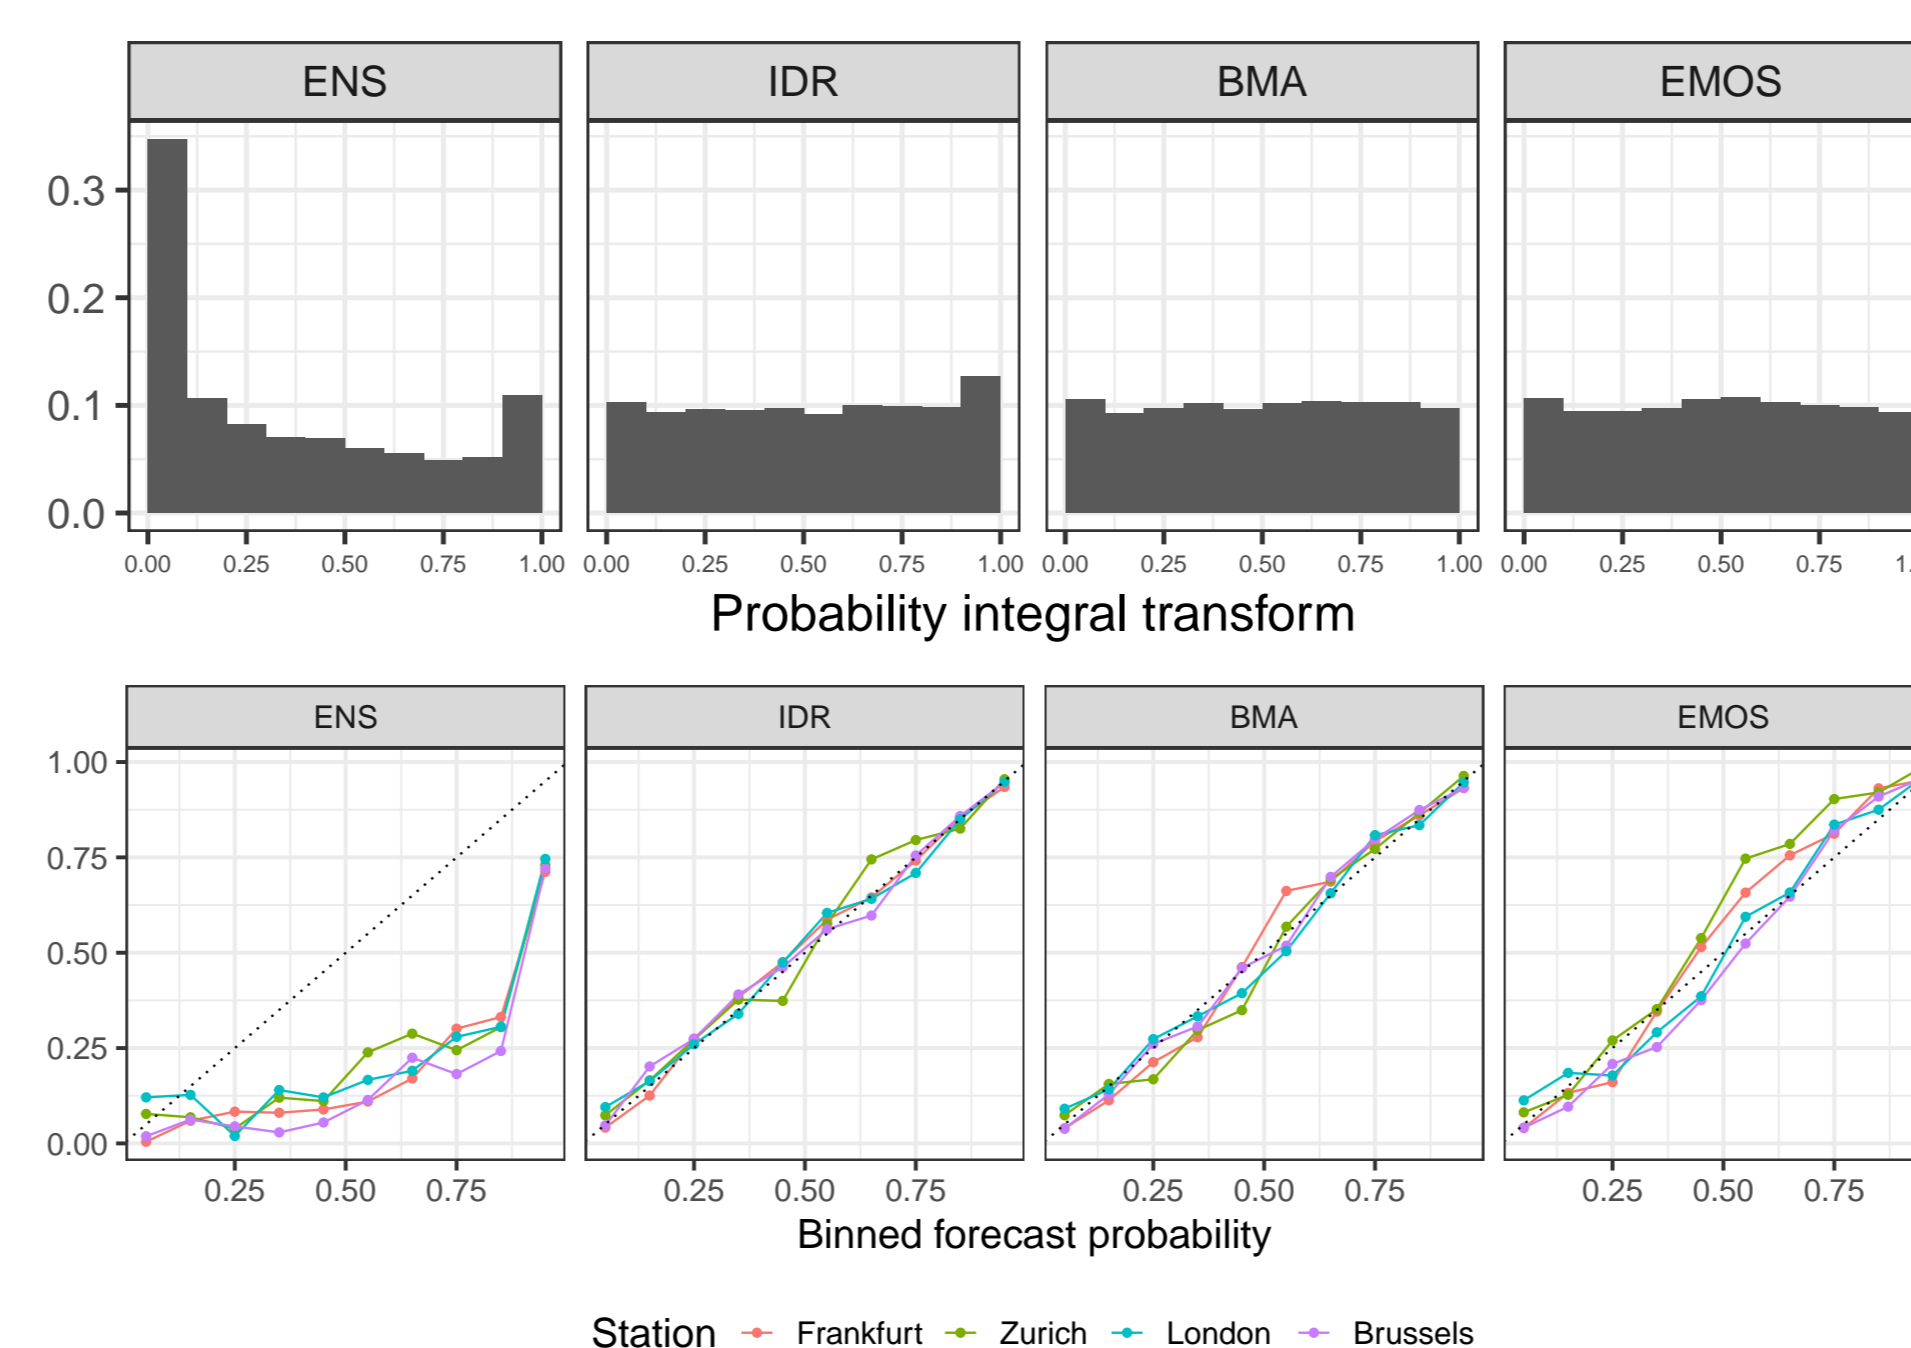 ENS IDR BMA EMOS
0.3
0.2
0.1
0.0
0.00 0.25 0.50 0.75 1.00 0.00 0.25 0.50 0.75 1.00 0.00 0.25 0.50 0.75 1.00 0.00 0.25 0.50 0.75 1.
Probability integral transform
ENS IDR BMA EMOS
1.00
0.75
0.50
0.25
0.00
0.25 0.50 0.75 0.25 0.50 0.75 0.25 0.50 0.75 0.25 0.50 0.75
Binned forecast probability
Station Frankfurt Zurich London Brussels